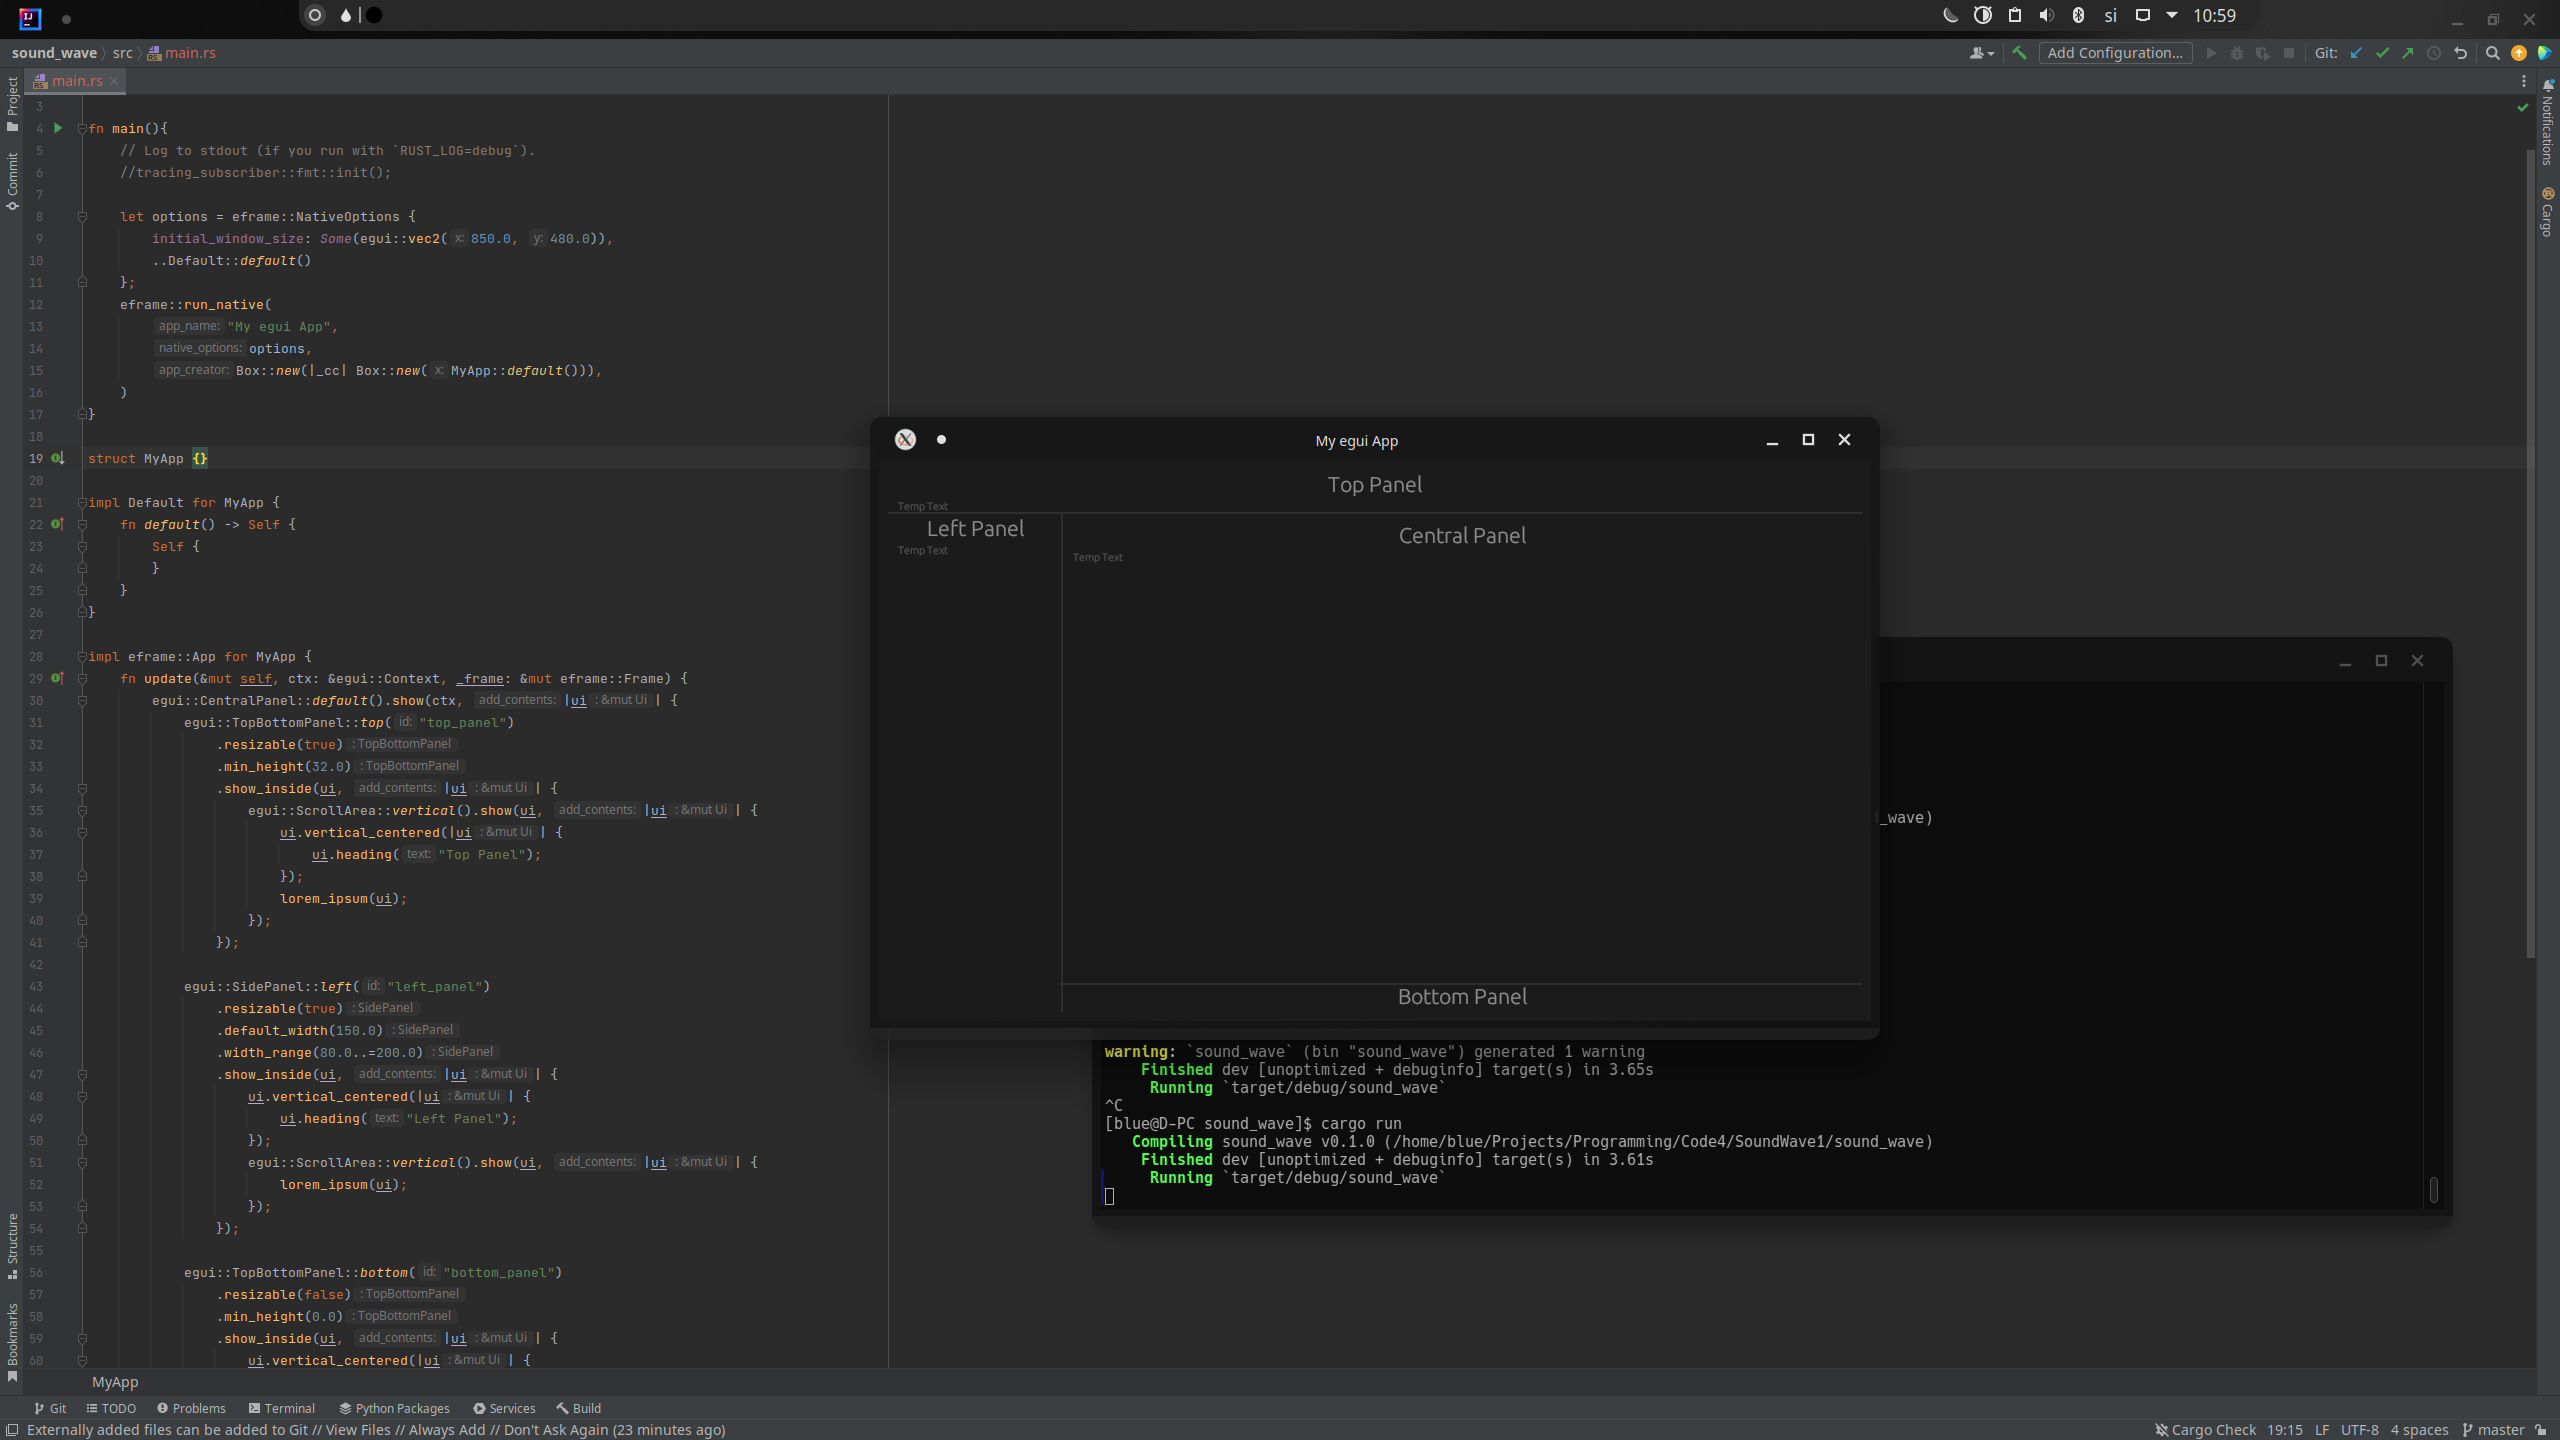 si
10:59
sound_wave 〉 src 〉 main.rs
Add Configuration...
Git:
main.rs
Project
Commit
Structure
Bookmarks
Notifications
Cargo
3
4 fn main(){
5 // Log to stdout (if you run with `RUST_LOG=debug`).
6 //tracing_subscriber::fmt::init();
7
8 let options = eframe::NativeOptions {
9 initial_window_size: Some(egui::vec2( x: 850.0, y: 480.0)),
10 ..Default::default()
11 };
12 eframe::run_native(
13 app_name: "My egui App",
14 native_options: options,
15 app_creator: Box::new(|_cc| Box::new( x: MyApp::default())),
16 )
17 }
18
19 struct MyApp {}
20
21 impl Default for MyApp {
22 fn default() -> Self {
23 Self {
24 }
25 }
26 }
27
28 impl eframe::App for MyApp {
29 fn update(&mut self, ctx: &egui::Context, _frame: &mut eframe::Frame) {
30 egui::CentralPanel::default().show(ctx, add_contents: |ui : &mut Ui | {
31 egui::TopBottomPanel::top( id: "top_panel")
32 .resizable(true) : TopBottomPanel
33 .min_height(32.0) : TopBottomPanel
34 .show_inside(ui, add_contents: |ui : &mut Ui | {
35 egui::ScrollArea::vertical().show(ui, add_contents: |ui : &mut Ui | {
36 ui.vertical_centered(|ui : &mut Ui | {
37 ui.heading( text: "Top Panel");
38 });
39 lorem_ipsum(ui);
40 });
41 });
42
43 egui::SidePanel::left( id: "left_panel")
44 .resizable(true) : SidePanel
45 .default_width(150.0) : SidePanel
46 .width_range(80.0..=200.0) : SidePanel
47 .show_inside(ui, add_contents: |ui : &mut Ui | {
48 ui.vertical_centered(|ui : &mut Ui | {
49 ui.heading( text: "Left Panel");
50 });
51 egui::ScrollArea::vertical().show(ui, add_contents: |ui : &mut Ui | {
52 lorem_ipsum(ui);
53 });
54 });
55
56 egui::TopBottomPanel::bottom( id: "bottom_panel")
57 .resizable(false) : TopBottomPanel
58 .min_height(0.0) : TopBottomPanel
59 .show_inside(ui, add_contents: |ui : &mut Ui | {
60 ui.vertical_centered(|ui : &mut Ui | {
My egui App
Top Panel
Temp Text
Left Panel
Temp Text
Central Panel
Temp Text
Bottom Panel
_wave)
warning: `sound_wave` (bin "sound_wave") generated 1 warning
Finished dev [unoptimized + debuginfo] target(s) in 3.65s
Running `target/debug/sound_wave`
^C
[blue@D-PC sound_wave]$ cargo run
Compiling sound_wave v0.1.0 (/home/blue/Projects/Programming/Code4/SoundWave1/sound_wave)
Finished dev [unoptimized + debuginfo] target(s) in 3.61s
Running `target/debug/sound_wave`
MyApp
Git TODO Problems Terminal Python Packages Services Build
Externally added files can be added to Git // View Files // Always Add // Don't Ask Again (23 minutes ago)
Cargo Check 19:15 LF UTF-8 4 spaces master